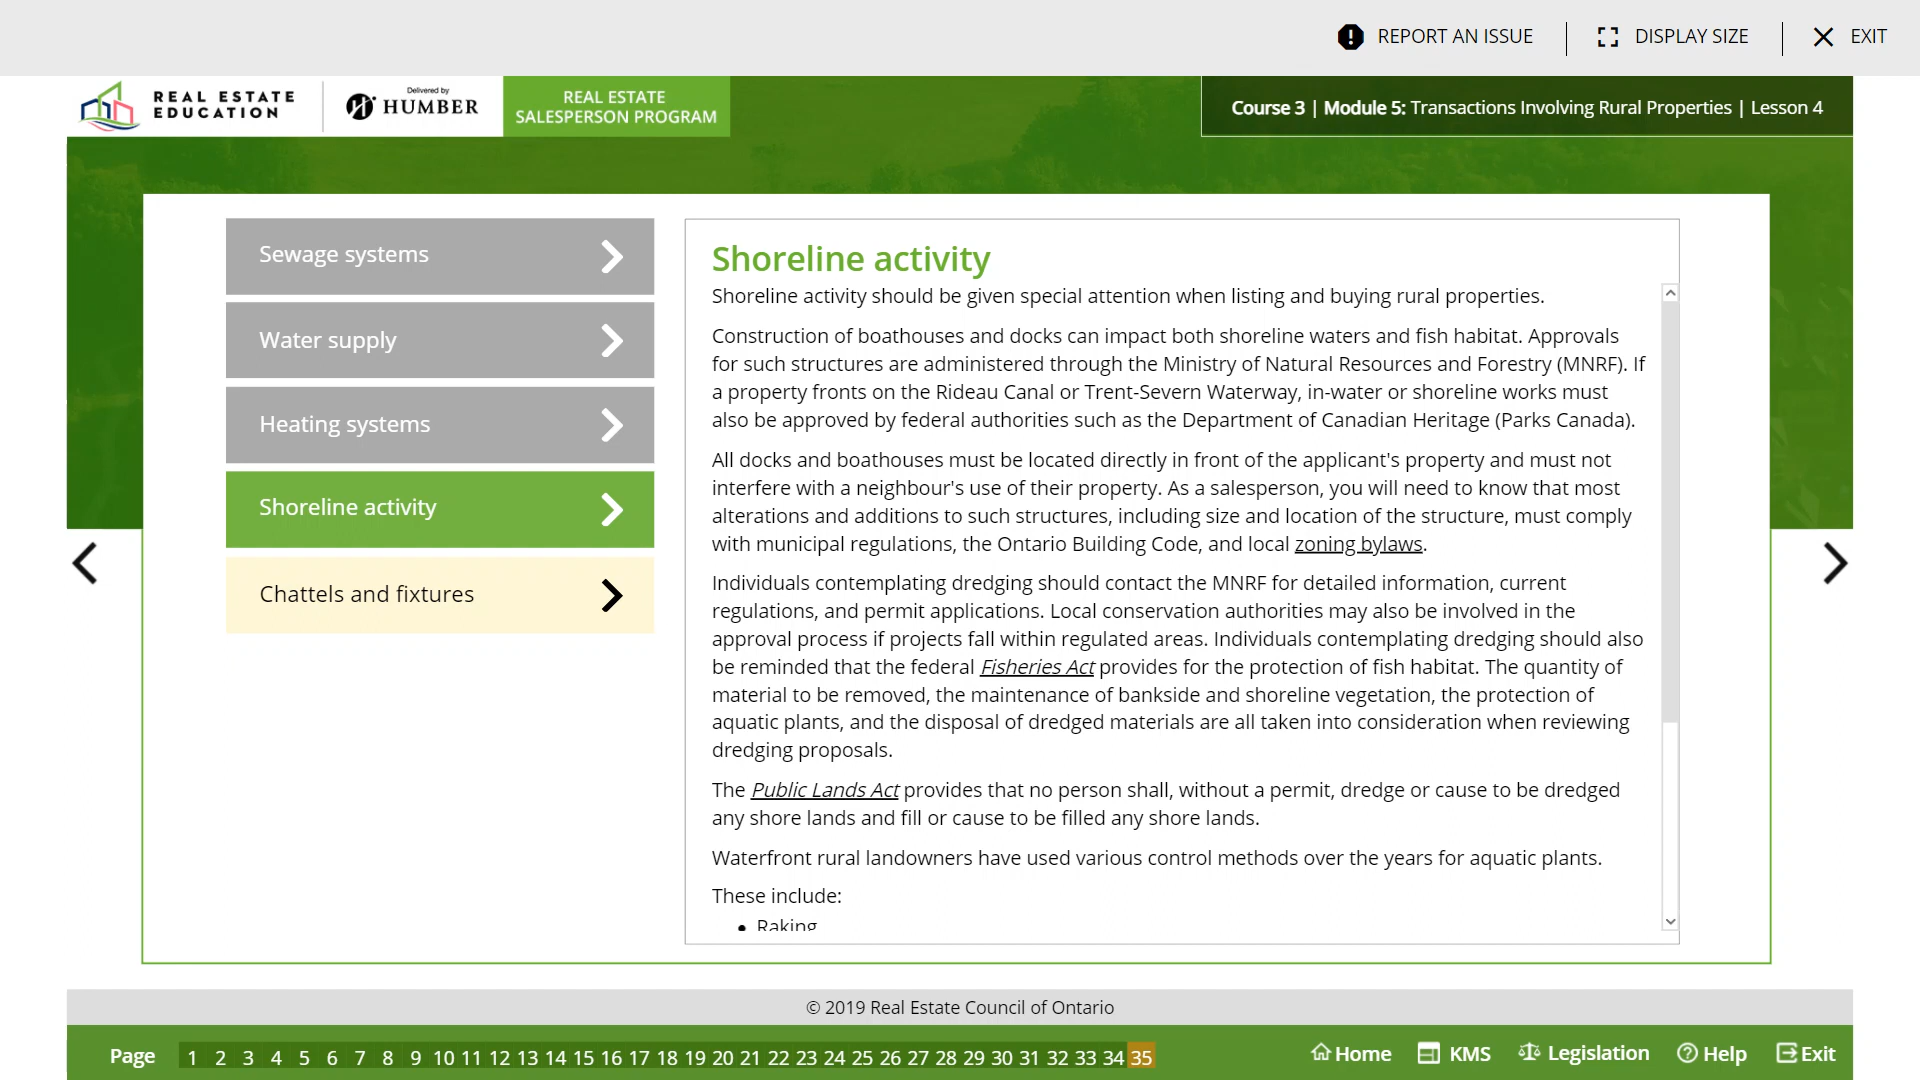 REPORT AN ISSUE
DISPLAY SIZE
EXIT
REAL ESTATE
EDUCATION
Delivered by
HUMBER
REAL ESTATE
SALESPERSON PROGRAM
Course 3 | Module 5: Transactions Involving Rural Properties | Lesson 4
Sewage systems
Water supply
Heating systems
Shoreline activity
Chattels and fixtures
Shoreline activity
Shoreline activity should be given special attention when listing and buying rural properties.
Construction of boathouses and docks can impact both shoreline waters and fish habitat. Approvals
for such structures are administered through the Ministry of Natural Resources and Forestry (MNRF). If
a property fronts on the Rideau Canal or Trent-Severn Waterway, in-water or shoreline works must
also be approved by federal authorities such as the Department of Canadian Heritage (Parks Canada).
All docks and boathouses must be located directly in front of the applicant's property and must not
interfere with a neighbour's use of their property. As a salesperson, you will need to know that most
alterations and additions to such structures, including size and location of the structure, must comply
with municipal regulations, the Ontario Building Code, and local zoning bylaws.
Individuals contemplating dredging should contact the MNRF for detailed information, current
regulations, and permit applications. Local conservation authorities may also be involved in the
approval process if projects fall within regulated areas. Individuals contemplating dredging should also
be reminded that the federal Fisheries Act provides for the protection of fish habitat. The quantity of
material to be removed, the maintenance of bankside and shoreline vegetation, the protection of
aquatic plants, and the disposal of dredged materials are all taken into consideration when reviewing
dredging proposals.
The Public Lands Act provides that no person shall, without a permit, dredge or cause to be dredged
any shore lands and fill or cause to be filled any shore lands.
Waterfront rural landowners have used various control methods over the years for aquatic plants.
These include:
• Raking
© 2019 Real Estate Council of Ontario
Page 1 2 3 4 5 6 7 8 9 10 11 12 13 14 15 16 17 18 19 20 21 22 23 24 25 26 27 28 29 30 31 32 33 34 35
Home
KMS
Legislation
Help
Exit